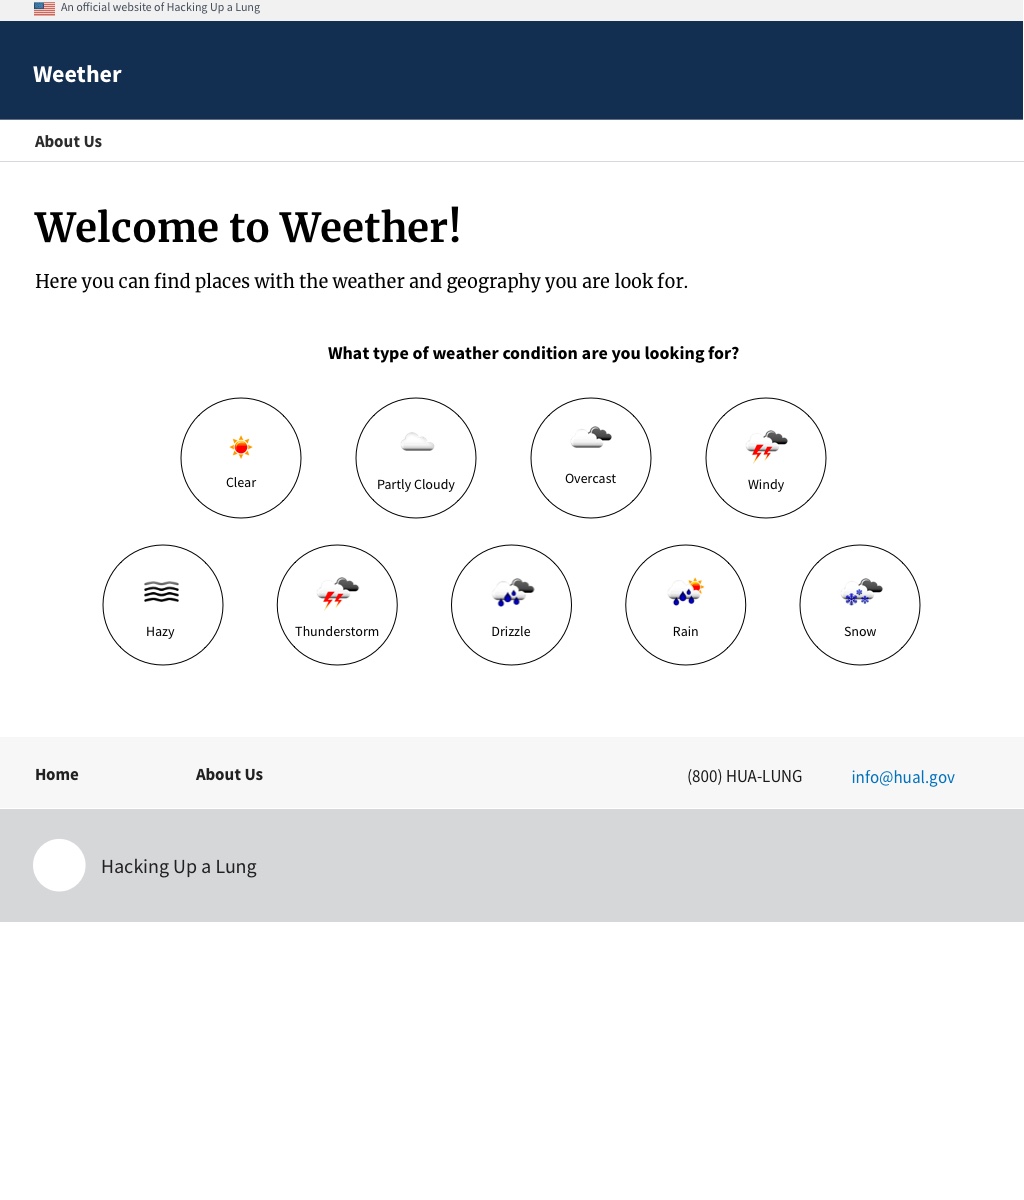 An official website of Hacking Up a Lung
Weether
About Us
Welcome to Weether!
Here you can find places with the weather and geography you are look for.
What type of weather condition are you looking for?
Clear
Partly Cloudy
Overcast
Windy
Hazy
Thunderstorm
Drizzle
Rain
Snow
Home
About Us
(800) HUA-LUNG
info@hual.gov
Hacking Up a Lung